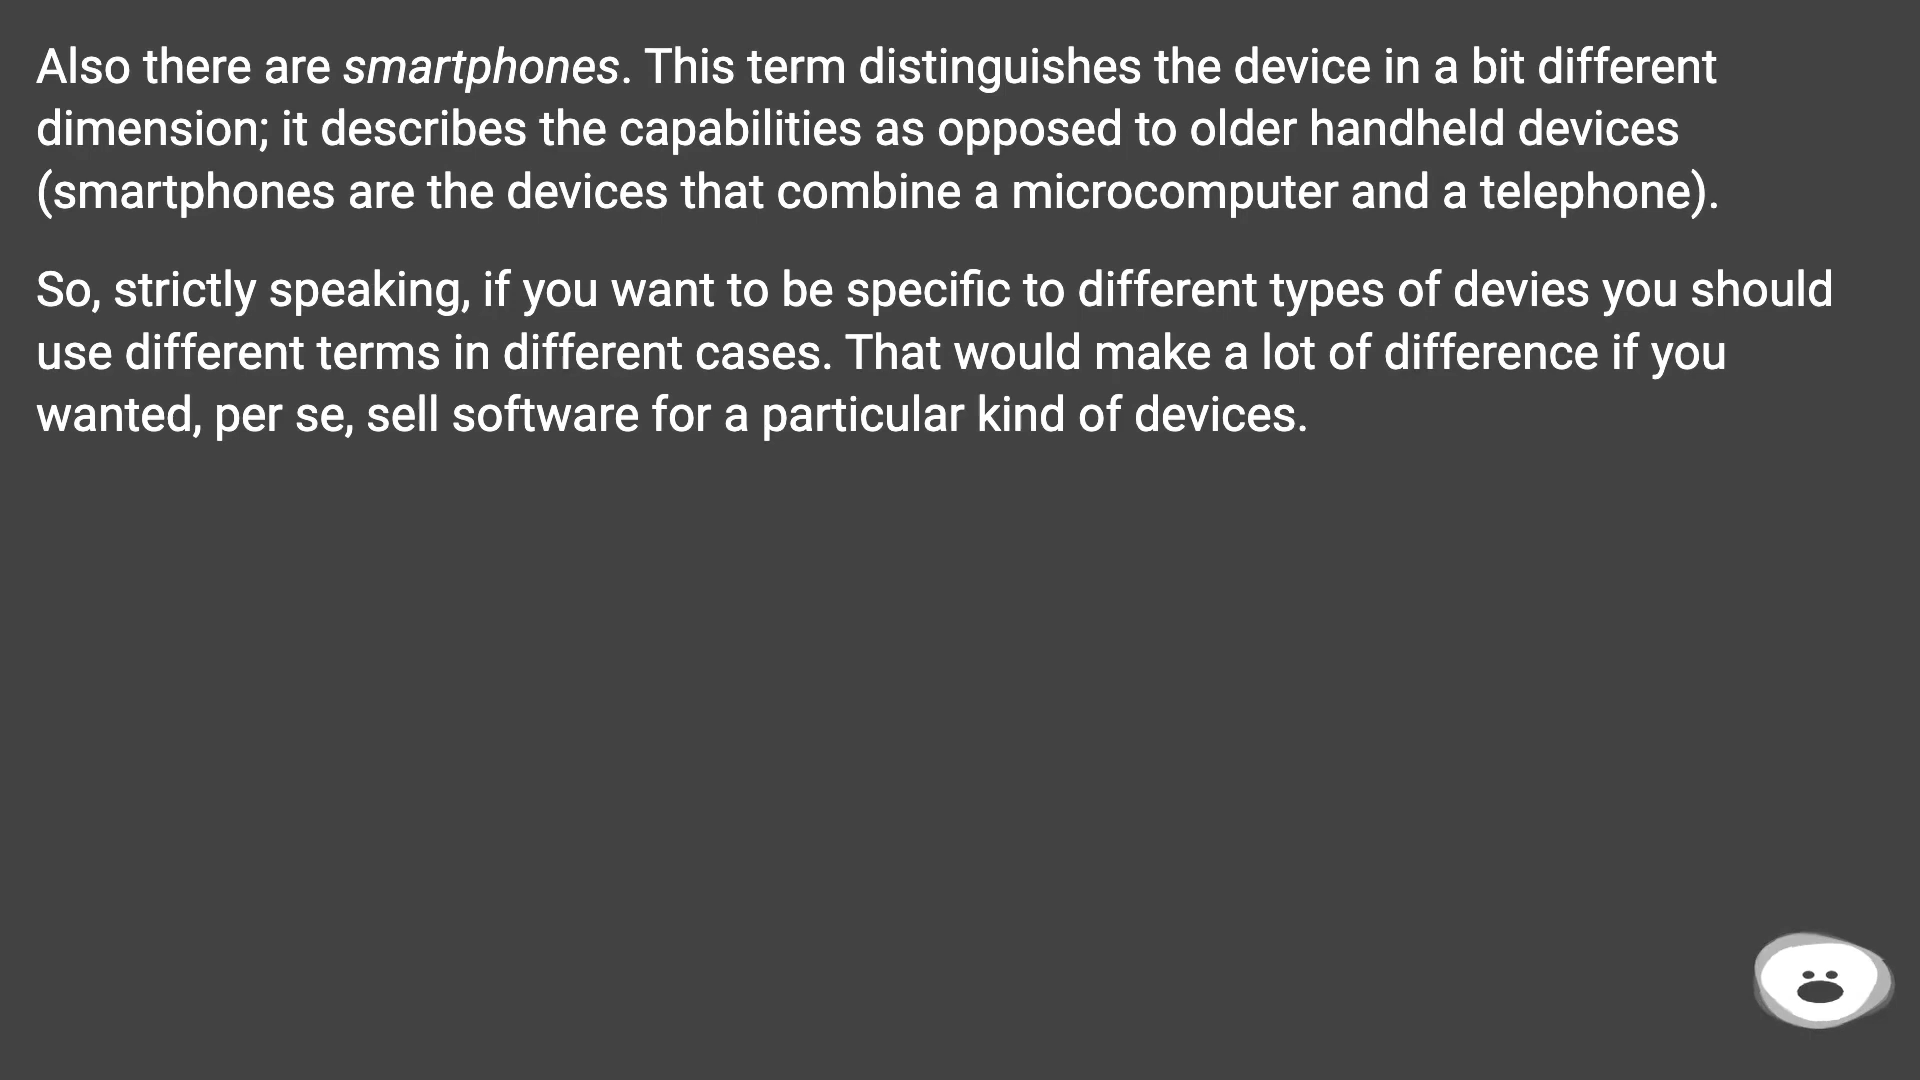 Also there are smartphones. This term distinguishes the device in a bit different
dimension; it describes the capabilities as opposed to older handheld devices
(smartphones are the devices that combine a microcomputer and a telephone).
So, strictly speaking, if you want to be specific to different types of devies you should
use different terms in different cases. That would make a lot of difference if you
wanted, per se, sell software for a particular kind of devices.